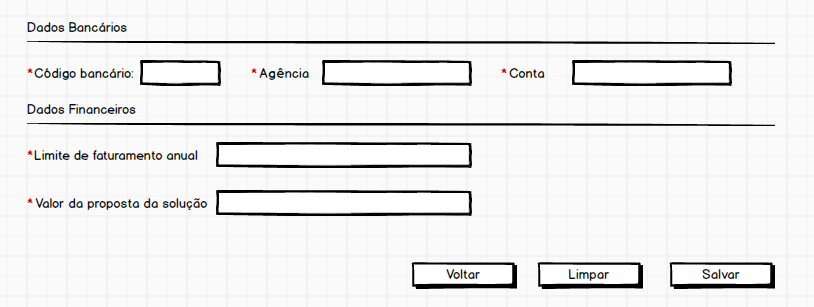 Dados Bancários
*Código bancário: *Agência *Conta
Dados Financeiros
*Limite de faturamento anual
*Valor da proposta da solução
Voltar Limpar Salvar